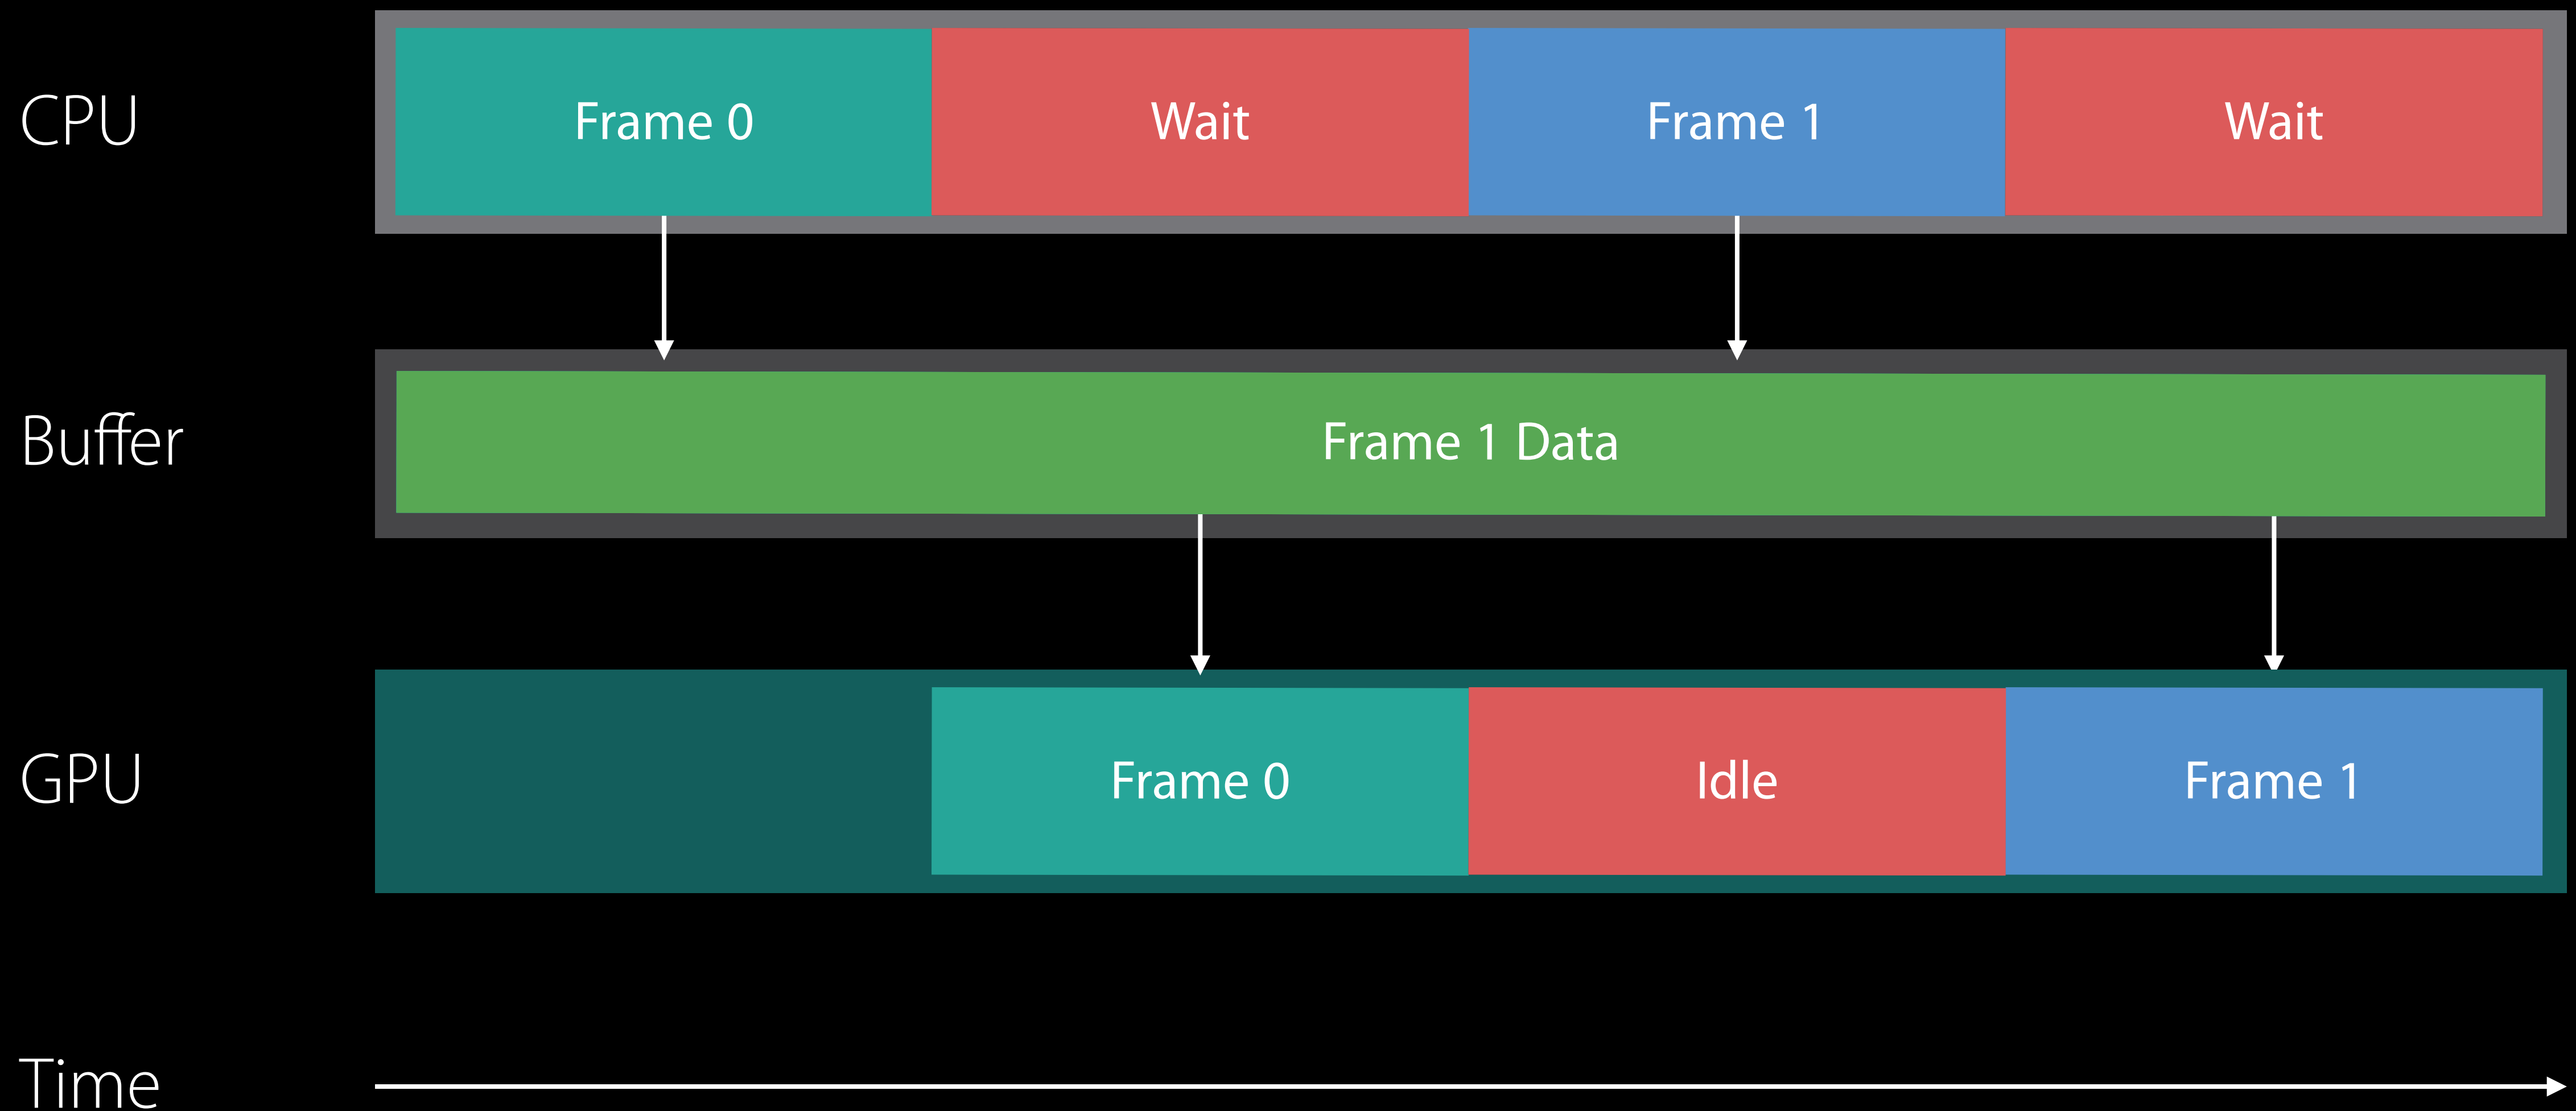 CPU
Frame 0
Wait
Frame 1
Wait
Buffer
Frame 1 Data
GPU
Frame 0
Idle
Frame 1
Time